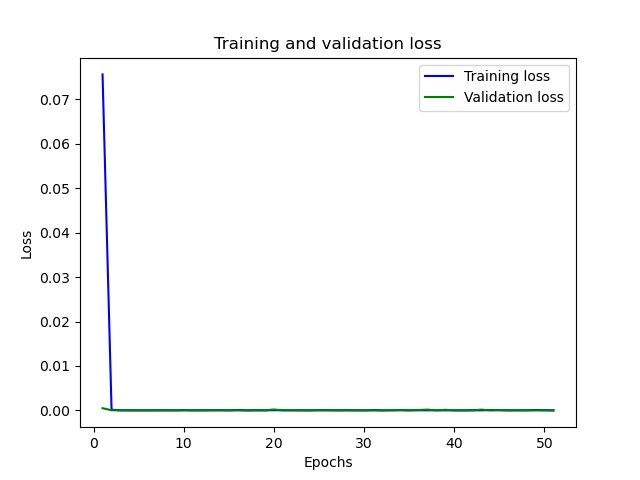 Training and validation loss
Training loss
Validation loss
0.07
0.06
0.05
0.04
0.03
0.02
0.01
0.00
Loss
0 10 20 30 40 50
Epochs